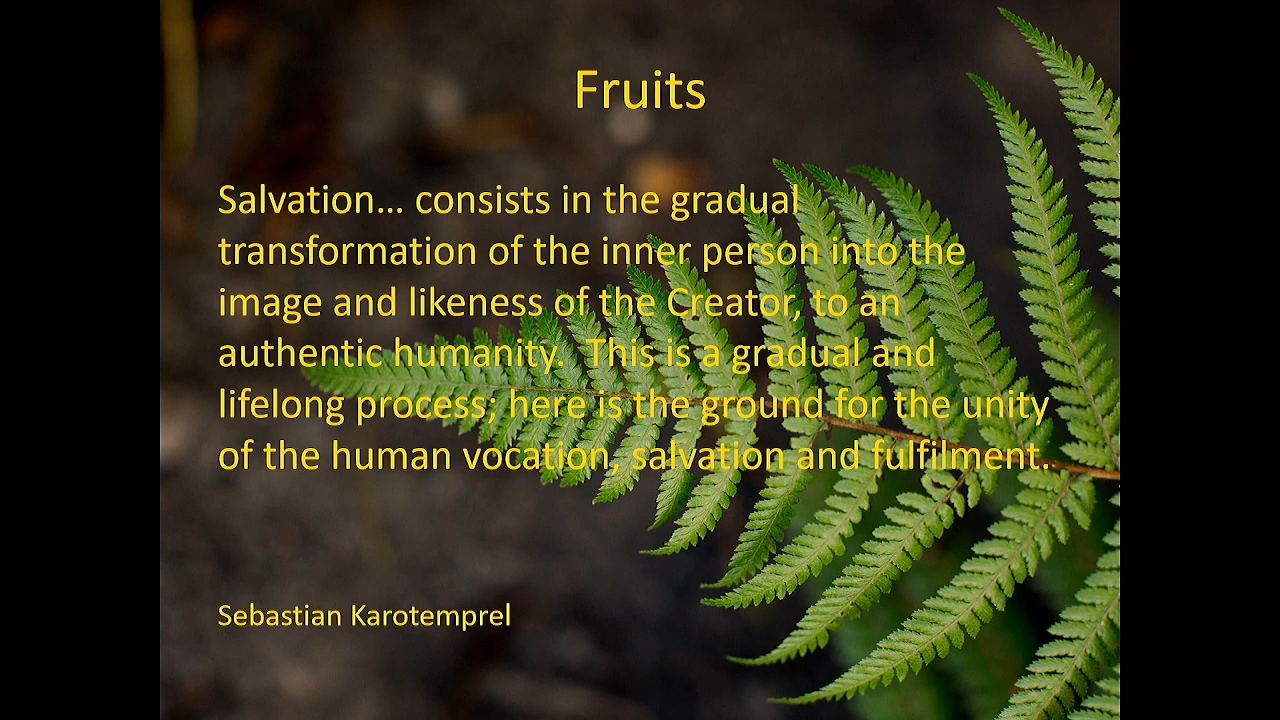 Fruits
Salvation… consists in the gradual
transformation of the inner person into the
image and likeness of the Creator, to an
authentic humanity.  This is a gradual and
lifelong process; here is the ground for the unity
of the human vocation, salvation and fulfilment.
Sebastian Karotemprel